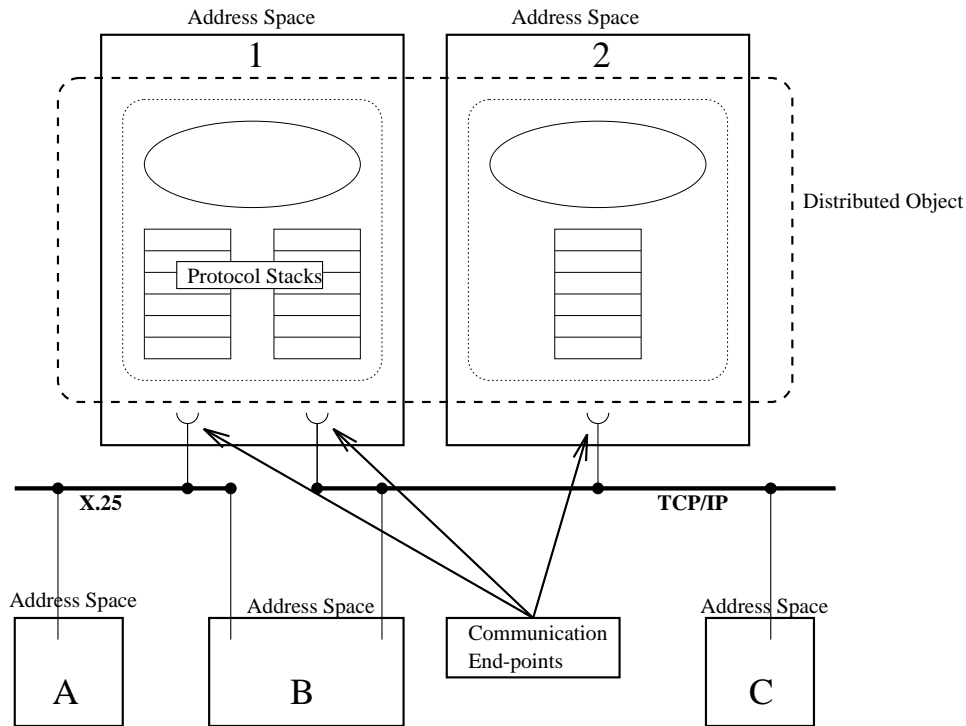 Address Space
Address Space
1
2
Distributed Object
Protocol Stacks
X.25
TCP/IP
Address Space
Address Space
Address Space
Communication
End-points
A
B
C